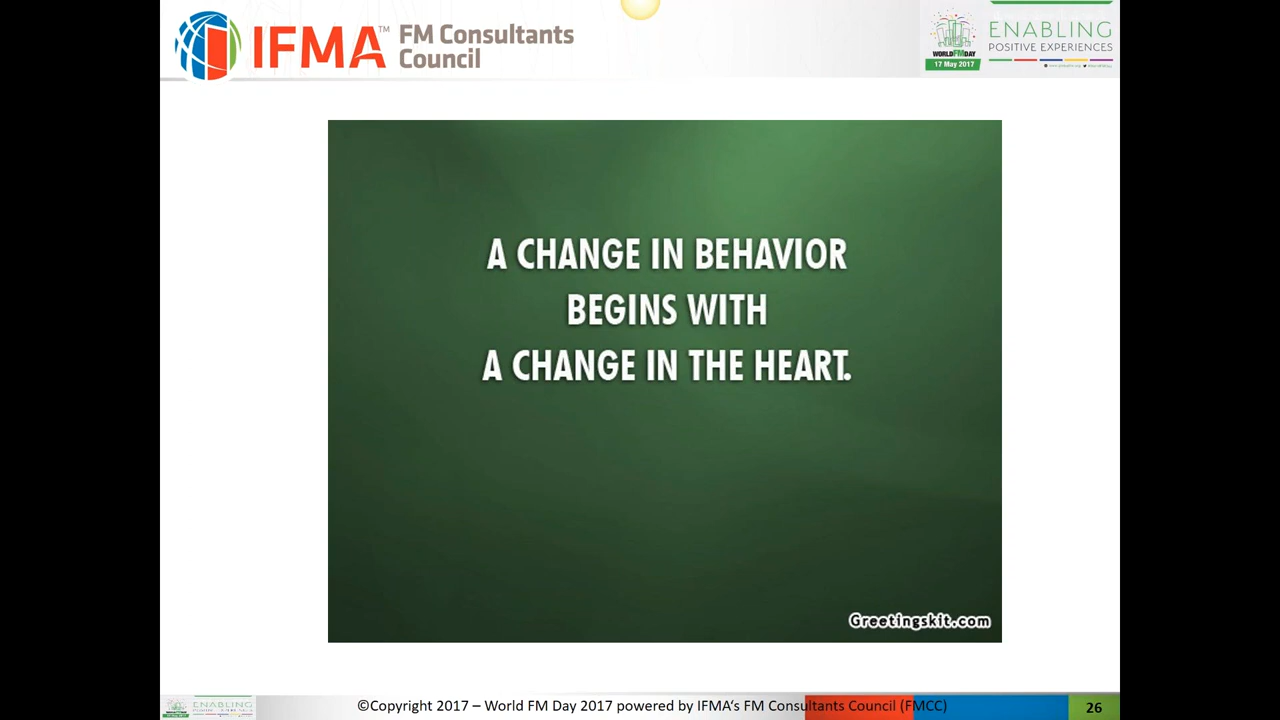 IFMA™ FM Consultants
Council
WORLD FM DAY
17 May 2017
ENABLING
POSITIVE EXPERIENCES
A CHANGE IN BEHAVIOR
BEGINS WITH
A CHANGE IN THE HEART.
Greetingskit.com
ENABLING
©Copyright 2017 – World FM Day 2017 powered by IFMA‘s FM Consultants Council (FMCC)
26